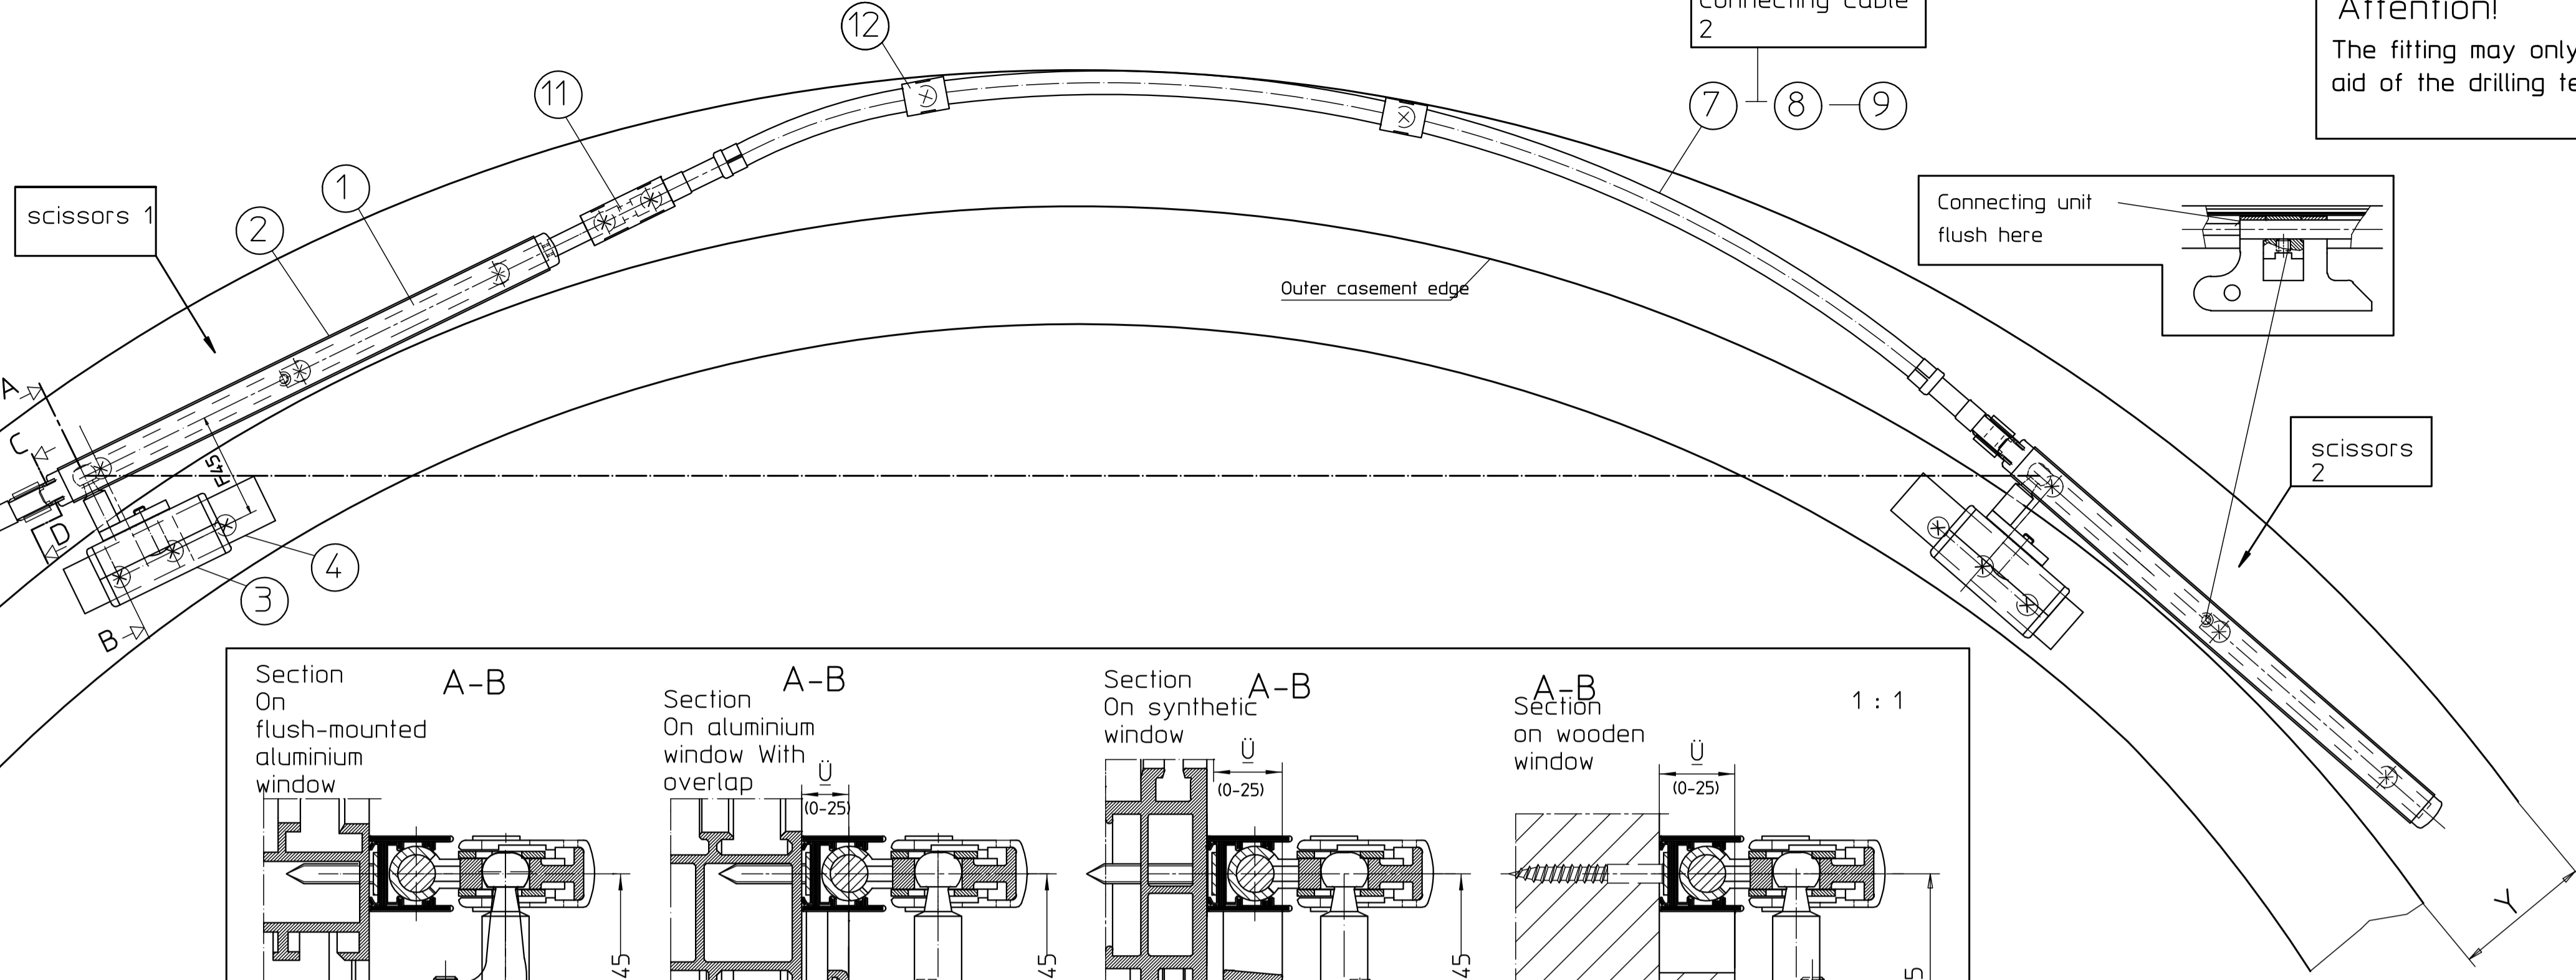 12
connecting cable
2
Attention!
The fitting may only
aid of the drilling te
11
7
8
9
1
2
scissors 1
Connecting unit
flush here
Outer casement edge
A
C
D
B
3
4
scissors
2
Section
On
flush-mounted
aluminium
window
A-B
45
Section
On aluminium
window With
overlap
A-B
Ü
(0-25)
45
Section
On synthetic
window
A-B
Ü
(0-25)
45
A-B
Section
on wooden
window
Ü
(0-25)
1 : 1
5
Y